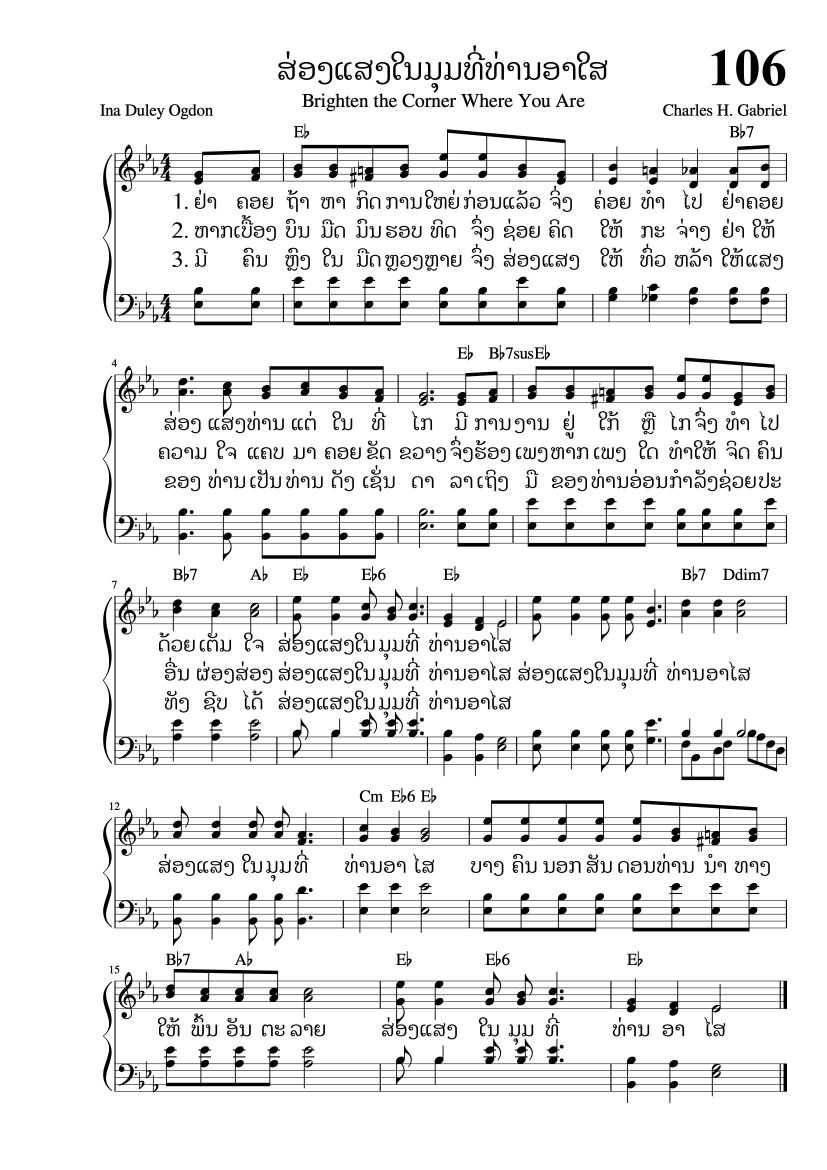 ສ່ອງແສງໃນມຸມທີ່ທ່ານອາໃສ
106
Brighten the Corner Where You Are
Ina Duley Ogdon
Charles H. Gabriel
E♭ B♭7
1. ຢ່າ ຄອຍ ຖ້າ ຫາ ກິດ ການໃຫຍ່ ກ່ອນແລ້ວ ຈຶ່ງ ຄ່ອຍ ທຳ ໄປ ຢ່າຄອຍ
2. ຫາກເບື້ອງ ບົນ ມືດ ມົນ ຮອບ ທິດ ຈຶ່ງ ຊ່ອຍ ຄິດ ໃຫ້ ກະ ຈ່າງ ຢ່າ ໃຫ້
3. ມີ ຄົນ ຫຼົງ ໃນ ມືດ ຫຼວງຫຼາຍ ຈຶ່ງ ສ່ອງແສງ ໃຫ້ ທົ່ວ ຫລ້າ ໃຫ້ແສງ
4
E♭ B♭7sus E♭
ສ່ອງ ແສງທ່ານ ແຕ່ ໃນ ທີ່ ໄກ ມີ ການງານ ຢູ່ ໃກ້ ຫຼື ໄກ ຈຶ່ງ ທຳ ໄປ
ຄວາມ ໃຈ ແຄບ ມາ ຄອຍ ຂັດ ຂວາງ ຈຶ່ງຮ້ອງ ເພງຫາກ ເພງ ໃດ ທຳໃຫ້ ຈິດ ຄົນ
ຂອງ ທ່ານ ເປັນ ທ່ານ ດັງ ເຊັ່ນ ດາ ລາ ເຖິງ ມື ຂອງ ທ່ານອ່ອນກຳລັງຊ່ວຍປະ
7
B♭7 A♭ E♭ E♭6 E♭ B♭7 Ddim7
ດ້ວຍ ເຕັມ ໃຈ ສ່ອງແສງໃນມຸມທີ່ ທ່ານອາໄສ
ອື່ນ ຜ່ອງສ່ອງ ສ່ອງແສງໃນມຸມທີ່ ທ່ານອາໄສ ສ່ອງແສງໃນມຸມທີ່ ທ່ານອາໄສ
ທັງ ຊີບ ໄດ້ ສ່ອງແສງໃນມຸມທີ່ ທ່ານອາໄສ
12
Cm E♭6 E♭
ສ່ອງແສງ ໃນມຸມທີ່ ທ່ານອາ ໄສ ບາງ ຄົນ ນອກ ສັນ ດອນທ່ານ ນຳ ທາງ
15
B♭7 A♭ E♭ E♭6 E♭
ໃຫ້ ພົ້ນ ອັນ ຕະ ລາຍ ສ່ອງແສງ ໃນ ມຸມ ທີ່ ທ່ານ ອາ ໄສ